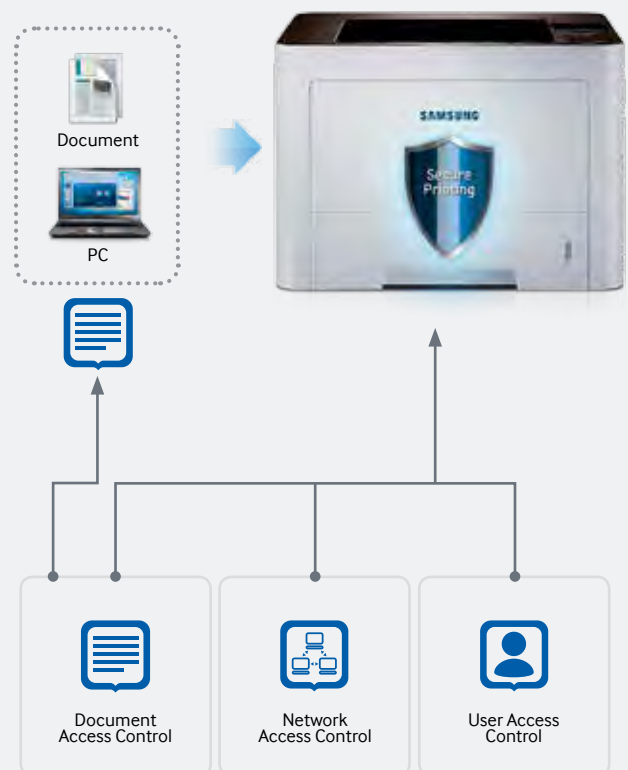 Document
PC
SAMSUNG
Secure
Printing
Document
Access Control
Network
Access Control
User Access
Control